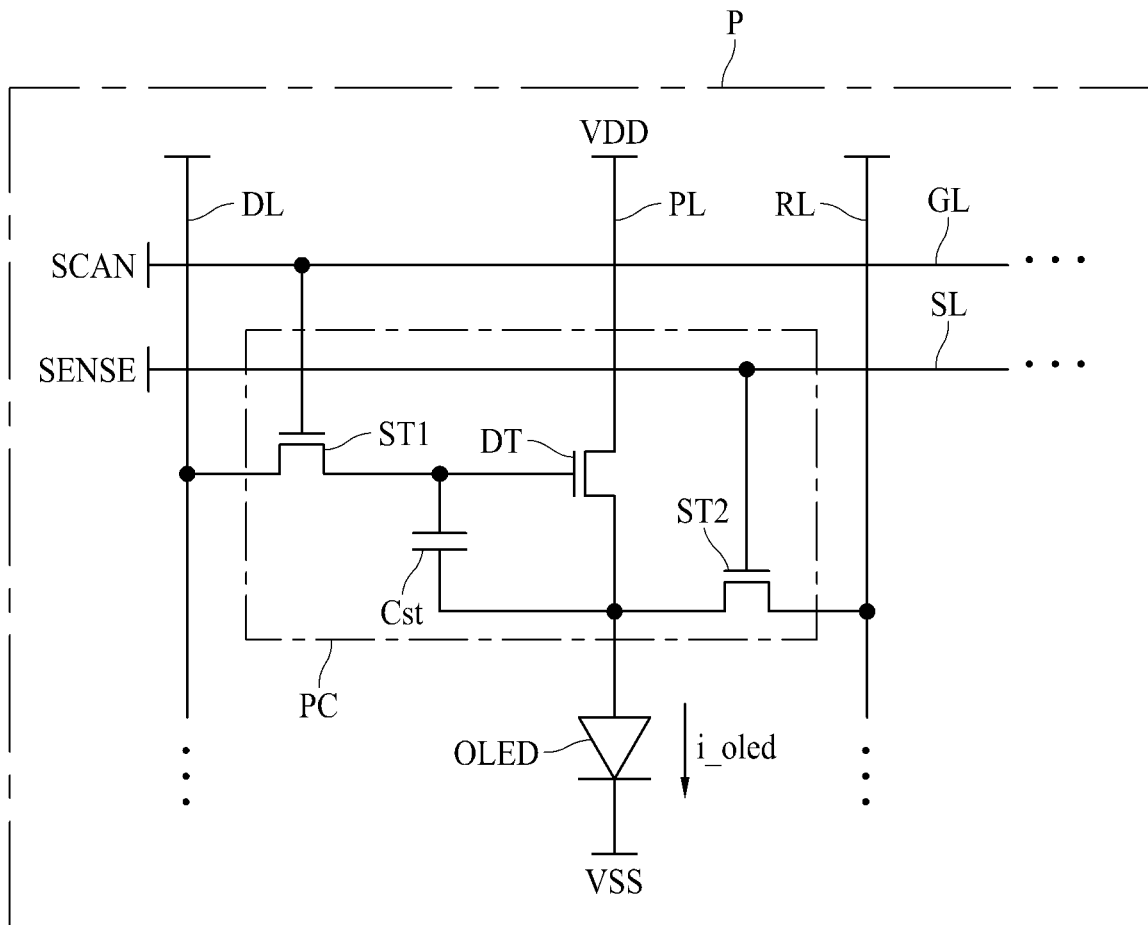 P
VDD
DL
PL
RL
GL
SCAN
SL
SENSE
ST1
DT
ST2
Cst
PC
OLED
i_oled
VSS